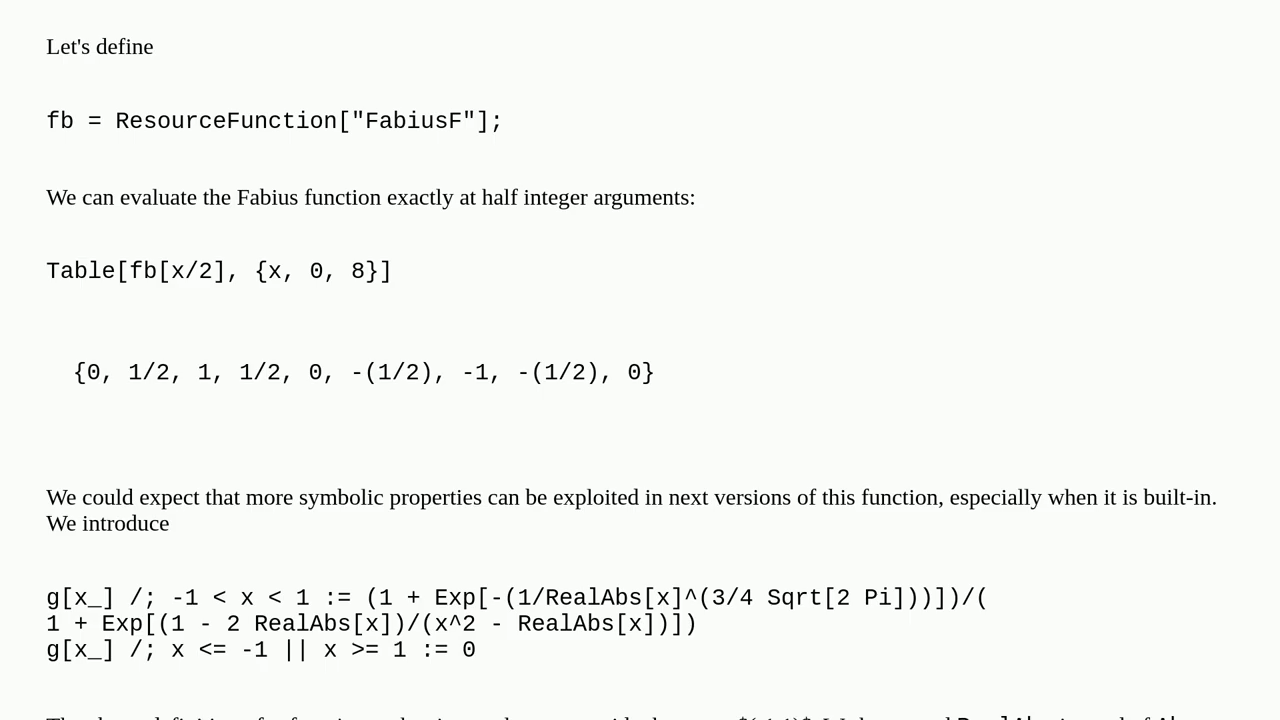 Let's define
fb = ResourceFunction["FabiusF"];
We can evaluate the Fabius function exactly at half integer arguments:
Table[fb[x/2], {x, 0, 8}]
{0, 1/2, 1, 1/2, 0, -(1/2), -1, -(1/2), 0}
We could expect that more symbolic properties can be exploited in next versions of this function, especially when it is built-in.
We introduce
g[x_] /; -1 < x < 1 := (1 + Exp[-(1/RealAbs[x]^(3/4 Sqrt[2 Pi]))])/(
1 + Exp[(1 - 2 RealAbs[x])/(x^2 - RealAbs[x])])
g[x_] /; x <= -1 || x >= 1 := 0